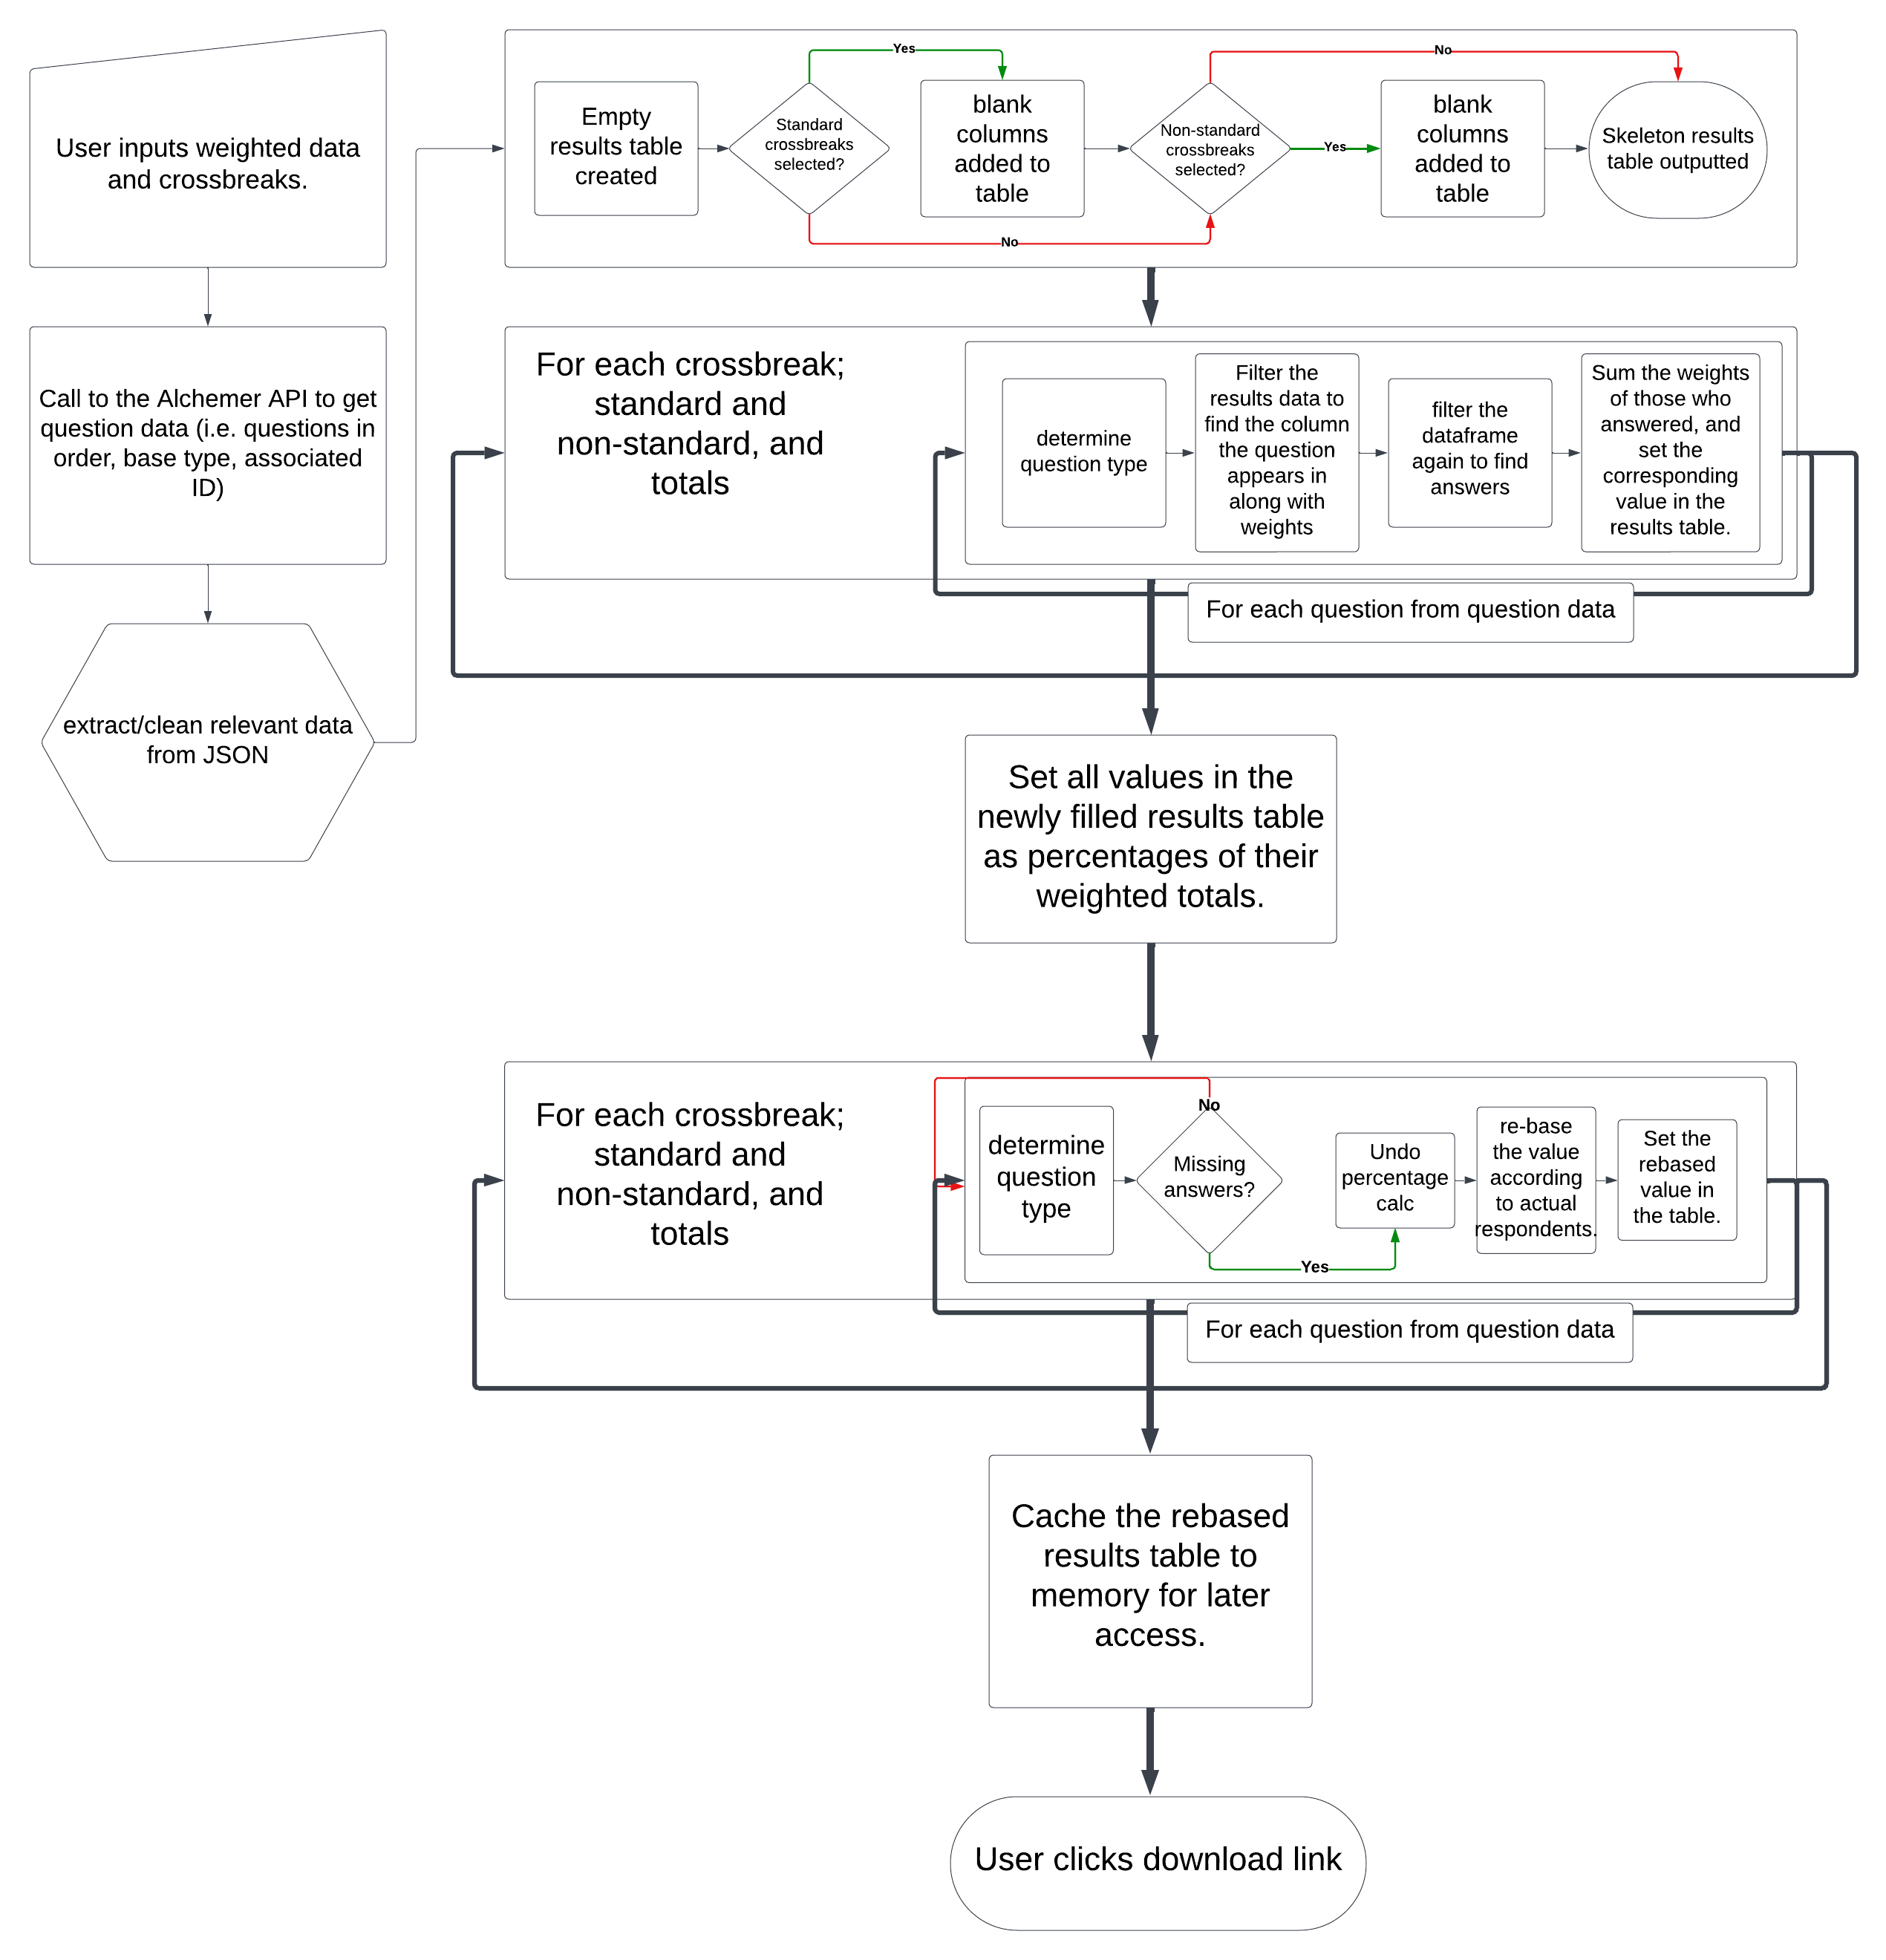 User inputs weighted data
and crossbreaks.
Call to the Alchemer API to get
question data (i.e. questions in
order, base type, associated
ID)
extract/clean relevant data
from JSON
Empty
results table
created
Standard
crossbreaks
selected?
Yes
No
blank
columns
added to
table
Non-standard
crossbreaks
selected?
No
Yes
blank
columns
added to
table
Skeleton results
table outputted
For each crossbreak;
standard and
non-standard, and
totals
determine
question type
Filter the
results data to
find the column
the question
appears in
along with
weights
filter the
dataframe
again to find
answers
Sum the weights
of those who
answered, and
set the
corresponding
value in the
results table.
For each question from question data
Set all values in the
newly filled results table
as percentages of their
weighted totals.
For each crossbreak;
standard and
non-standard, and
totals
determine
question
type
No
Missing
answers?
Yes
Undo
percentage
calc
re-base
the value
according
to actual
respondents.
Set the
rebased
value in
the table.
For each question from question data
Cache the rebased
results table to
memory for later
access.
User clicks download link